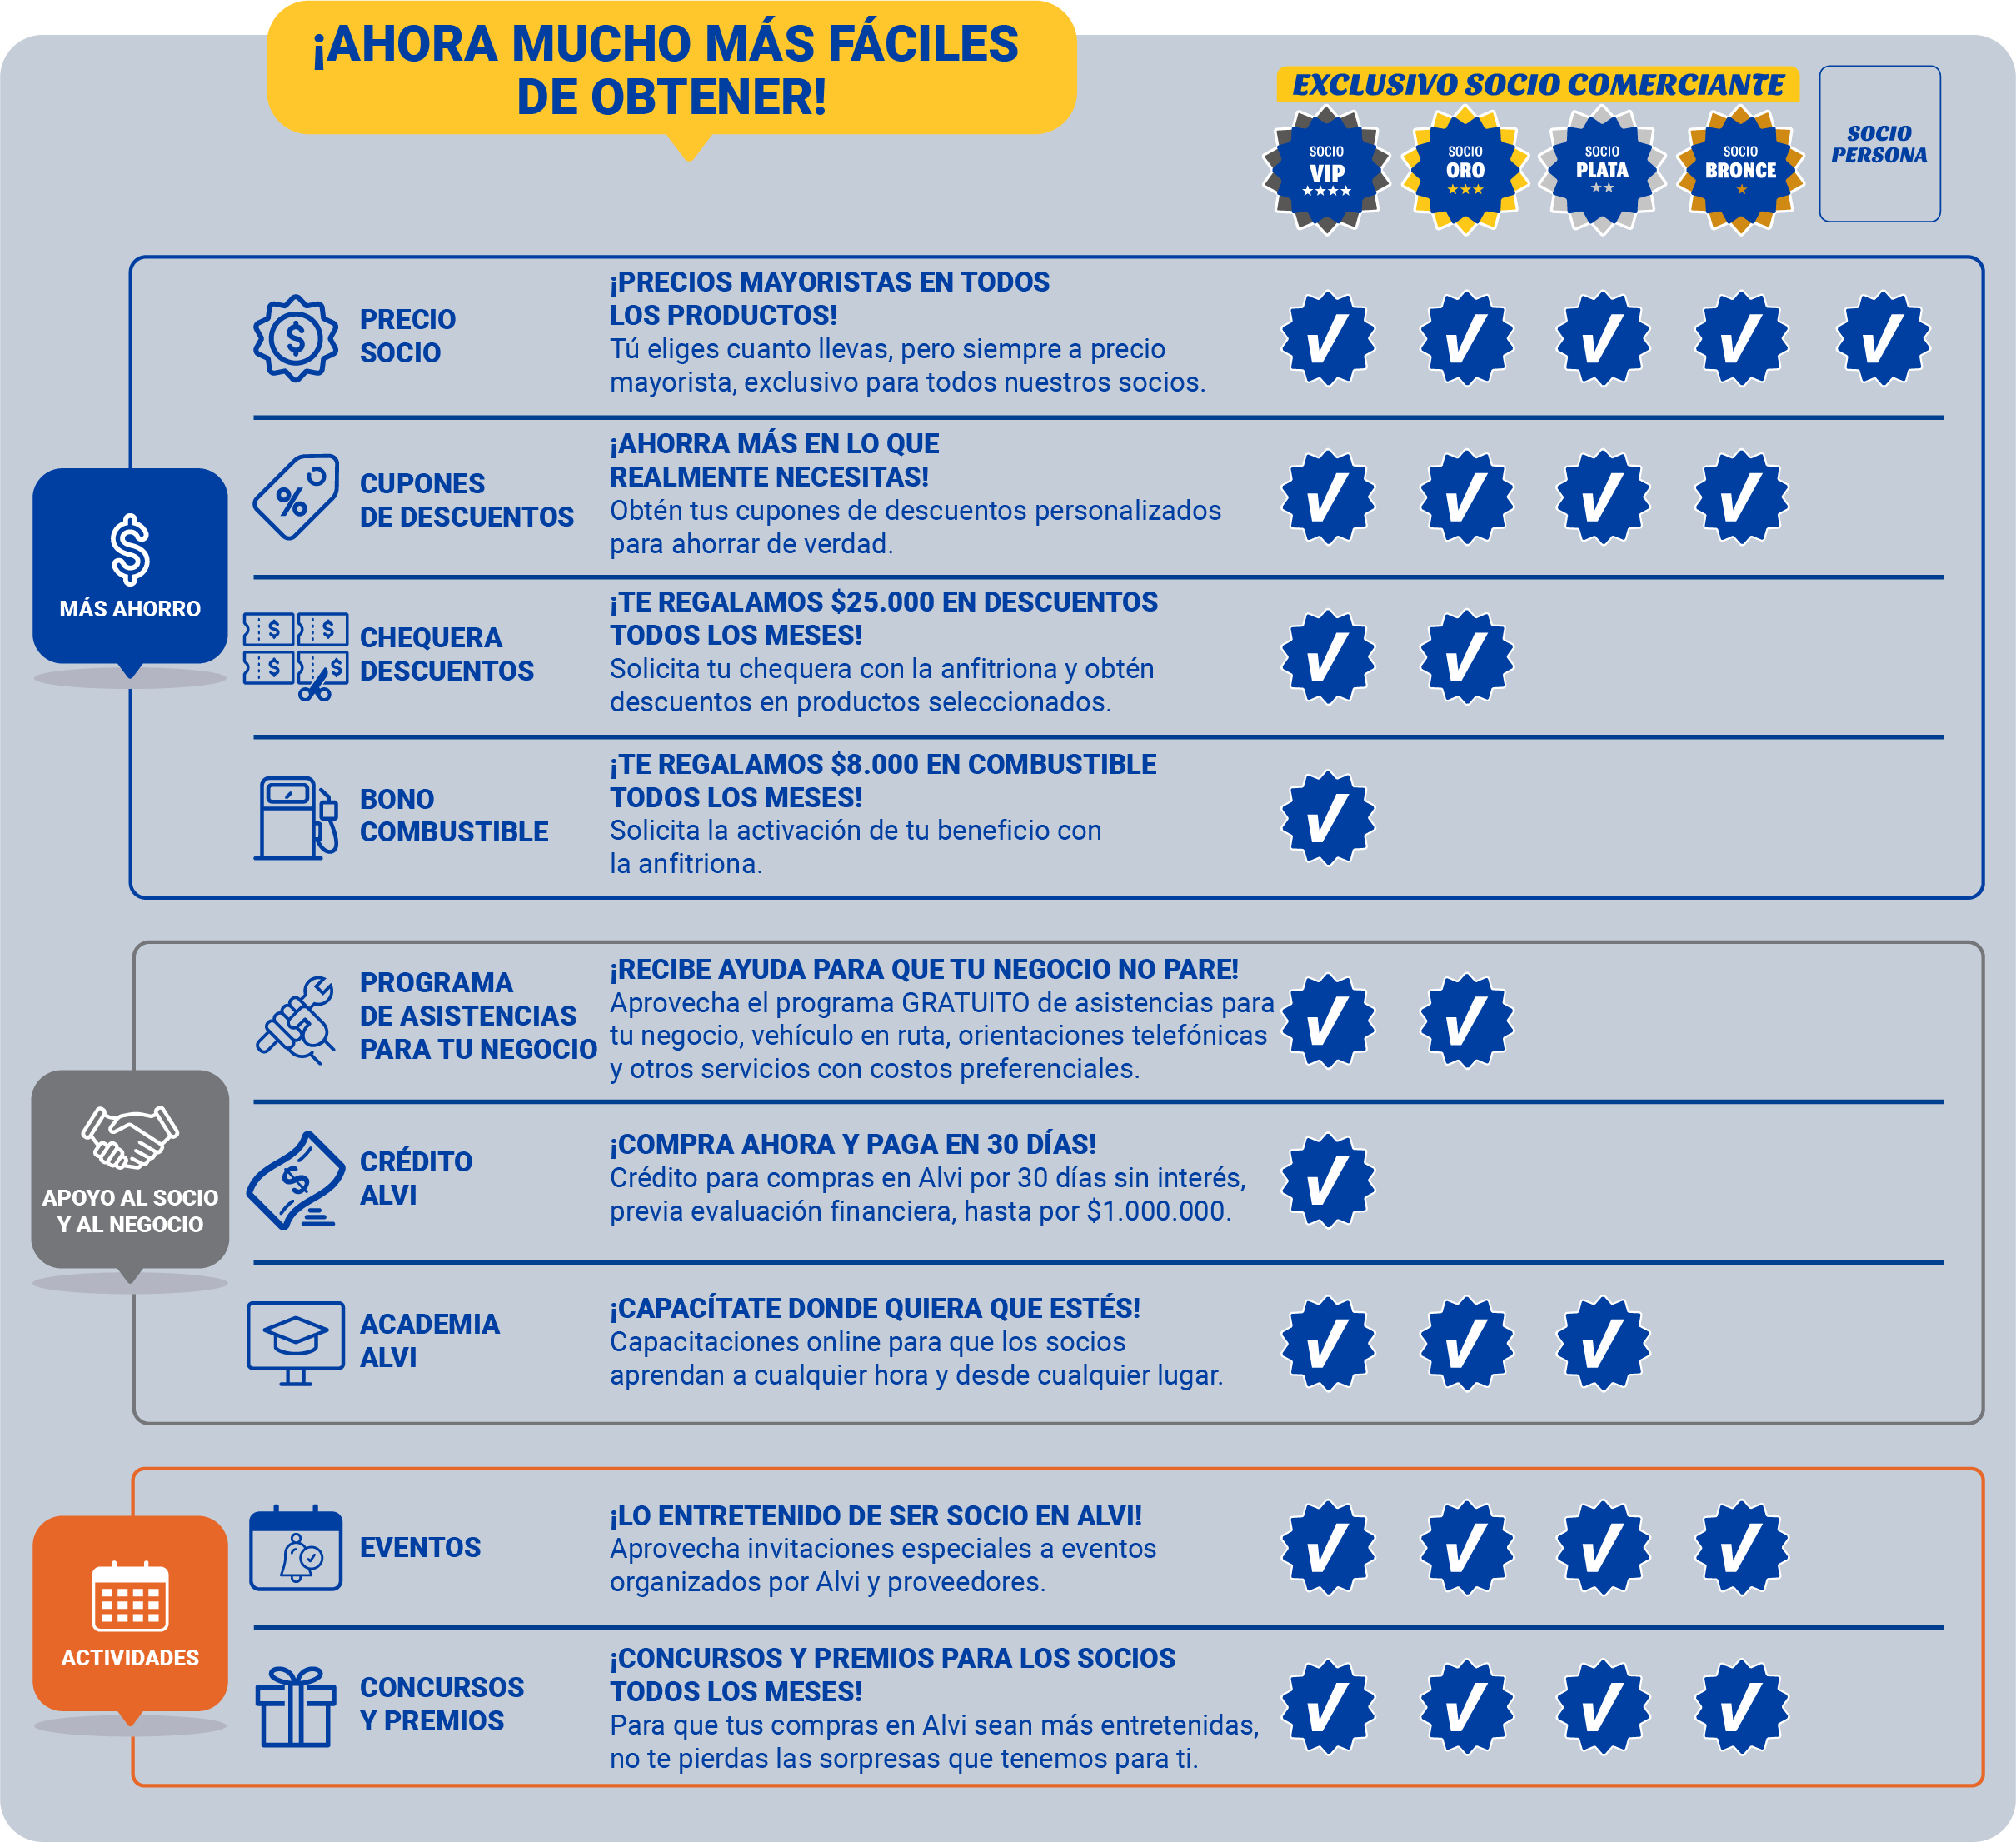 ¡AHORA MUCHO MÁS FÁCILES
DE OBTENER!
EXCLUSIVO SOCIO COMERCIANTE
SOCIO
VIP
SOCIO
ORO
SOCIO
PLATA
SOCIO
BRONCE
SOCIO
PERSONA
MÁS AHORRO
PRECIO
SOCIO
¡PRECIOS MAYORISTAS EN TODOS
LOS PRODUCTOS!
Tú eliges cuanto llevas, pero siempre a precio
mayorista, exclusivo para todos nuestros socios.
CUPONES
DE DESCUENTOS
¡AHORRA MÁS EN LO QUE
REALMENTE NECESITAS!
Obtén tus cupones de descuentos personalizados
para ahorrar de verdad.
CHEQUERA
DESCUENTOS
¡TE REGALAMOS $25.000 EN DESCUENTOS
TODOS LOS MESES!
Solicita tu chequera con la anfitriona y obtén
descuentos en productos seleccionados.
BONO
COMBUSTIBLE
¡TE REGALAMOS $8.000 EN COMBUSTIBLE
TODOS LOS MESES!
Solicita la activación de tu beneficio con
la anfitriona.
APOYO AL SOCIO
Y AL NEGOCIO
PROGRAMA
DE ASISTENCIAS
PARA TU NEGOCIO
¡RECIBE AYUDA PARA QUE TU NEGOCIO NO PARE!
Aprovecha el programa GRATUITO de asistencias para
tu negocio, vehículo en ruta, orientaciones telefónicas
y otros servicios con costos preferenciales.
CRÉDITO
ALVI
¡COMPRA AHORA Y PAGA EN 30 DÍAS!
Crédito para compras en Alvi por 30 días sin interés,
previa evaluación financiera, hasta por $1.000.000.
ACADEMIA
ALVI
¡CAPACÍTATE DONDE QUIERA QUE ESTÉS!
Capacitaciones online para que los socios
aprendan a cualquier hora y desde cualquier lugar.
ACTIVIDADES
EVENTOS
¡LO ENTRETENIDO DE SER SOCIO EN ALVI!
Aprovecha invitaciones especiales a eventos
organizados por Alvi y proveedores.
CONCURSOS
Y PREMIOS
¡CONCURSOS Y PREMIOS PARA LOS SOCIOS
TODOS LOS MESES!
Para que tus compras en Alvi sean más entretenidas,
no te pierdas las sorpresas que tenemos para ti.